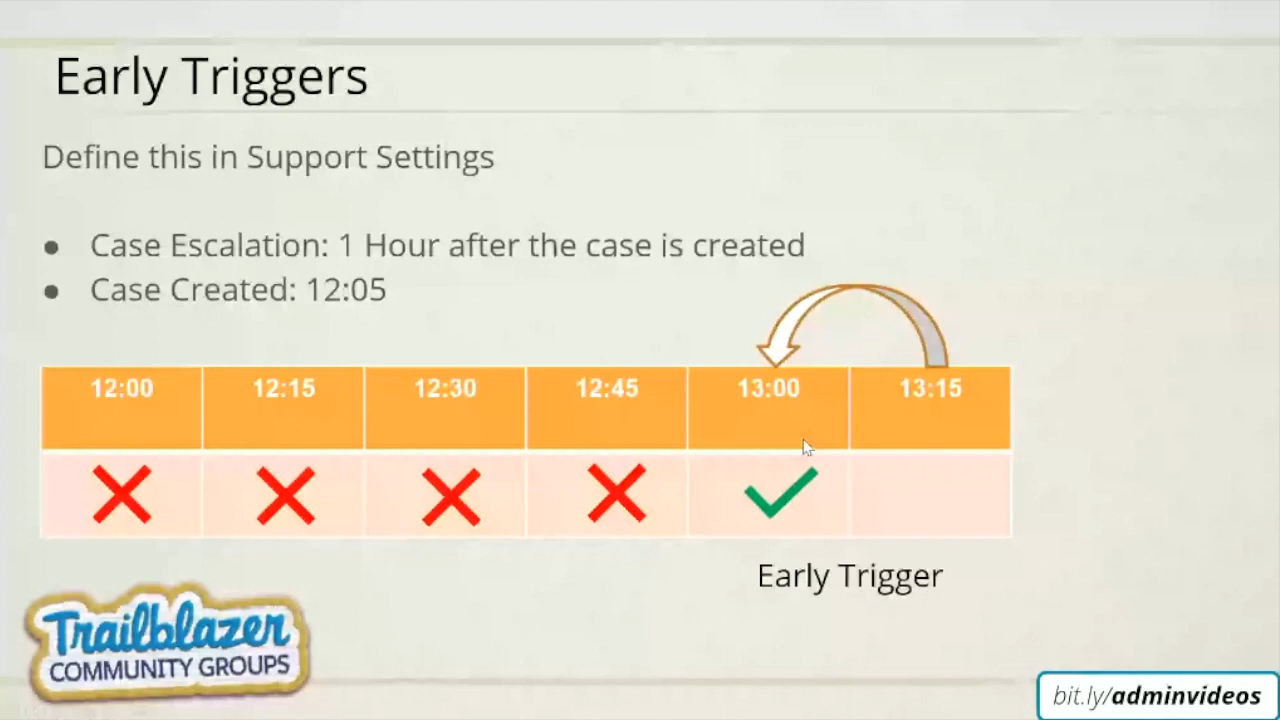 Early Triggers
Define this in Support Settings
● Case Escalation: 1 Hour after the case is created
● Case Created: 12:05
12:00 12:15 12:30 12:45 13:00 13:15
Early Trigger
Trailblazer
COMMUNITY GROUPS
bit.ly/adminvideos